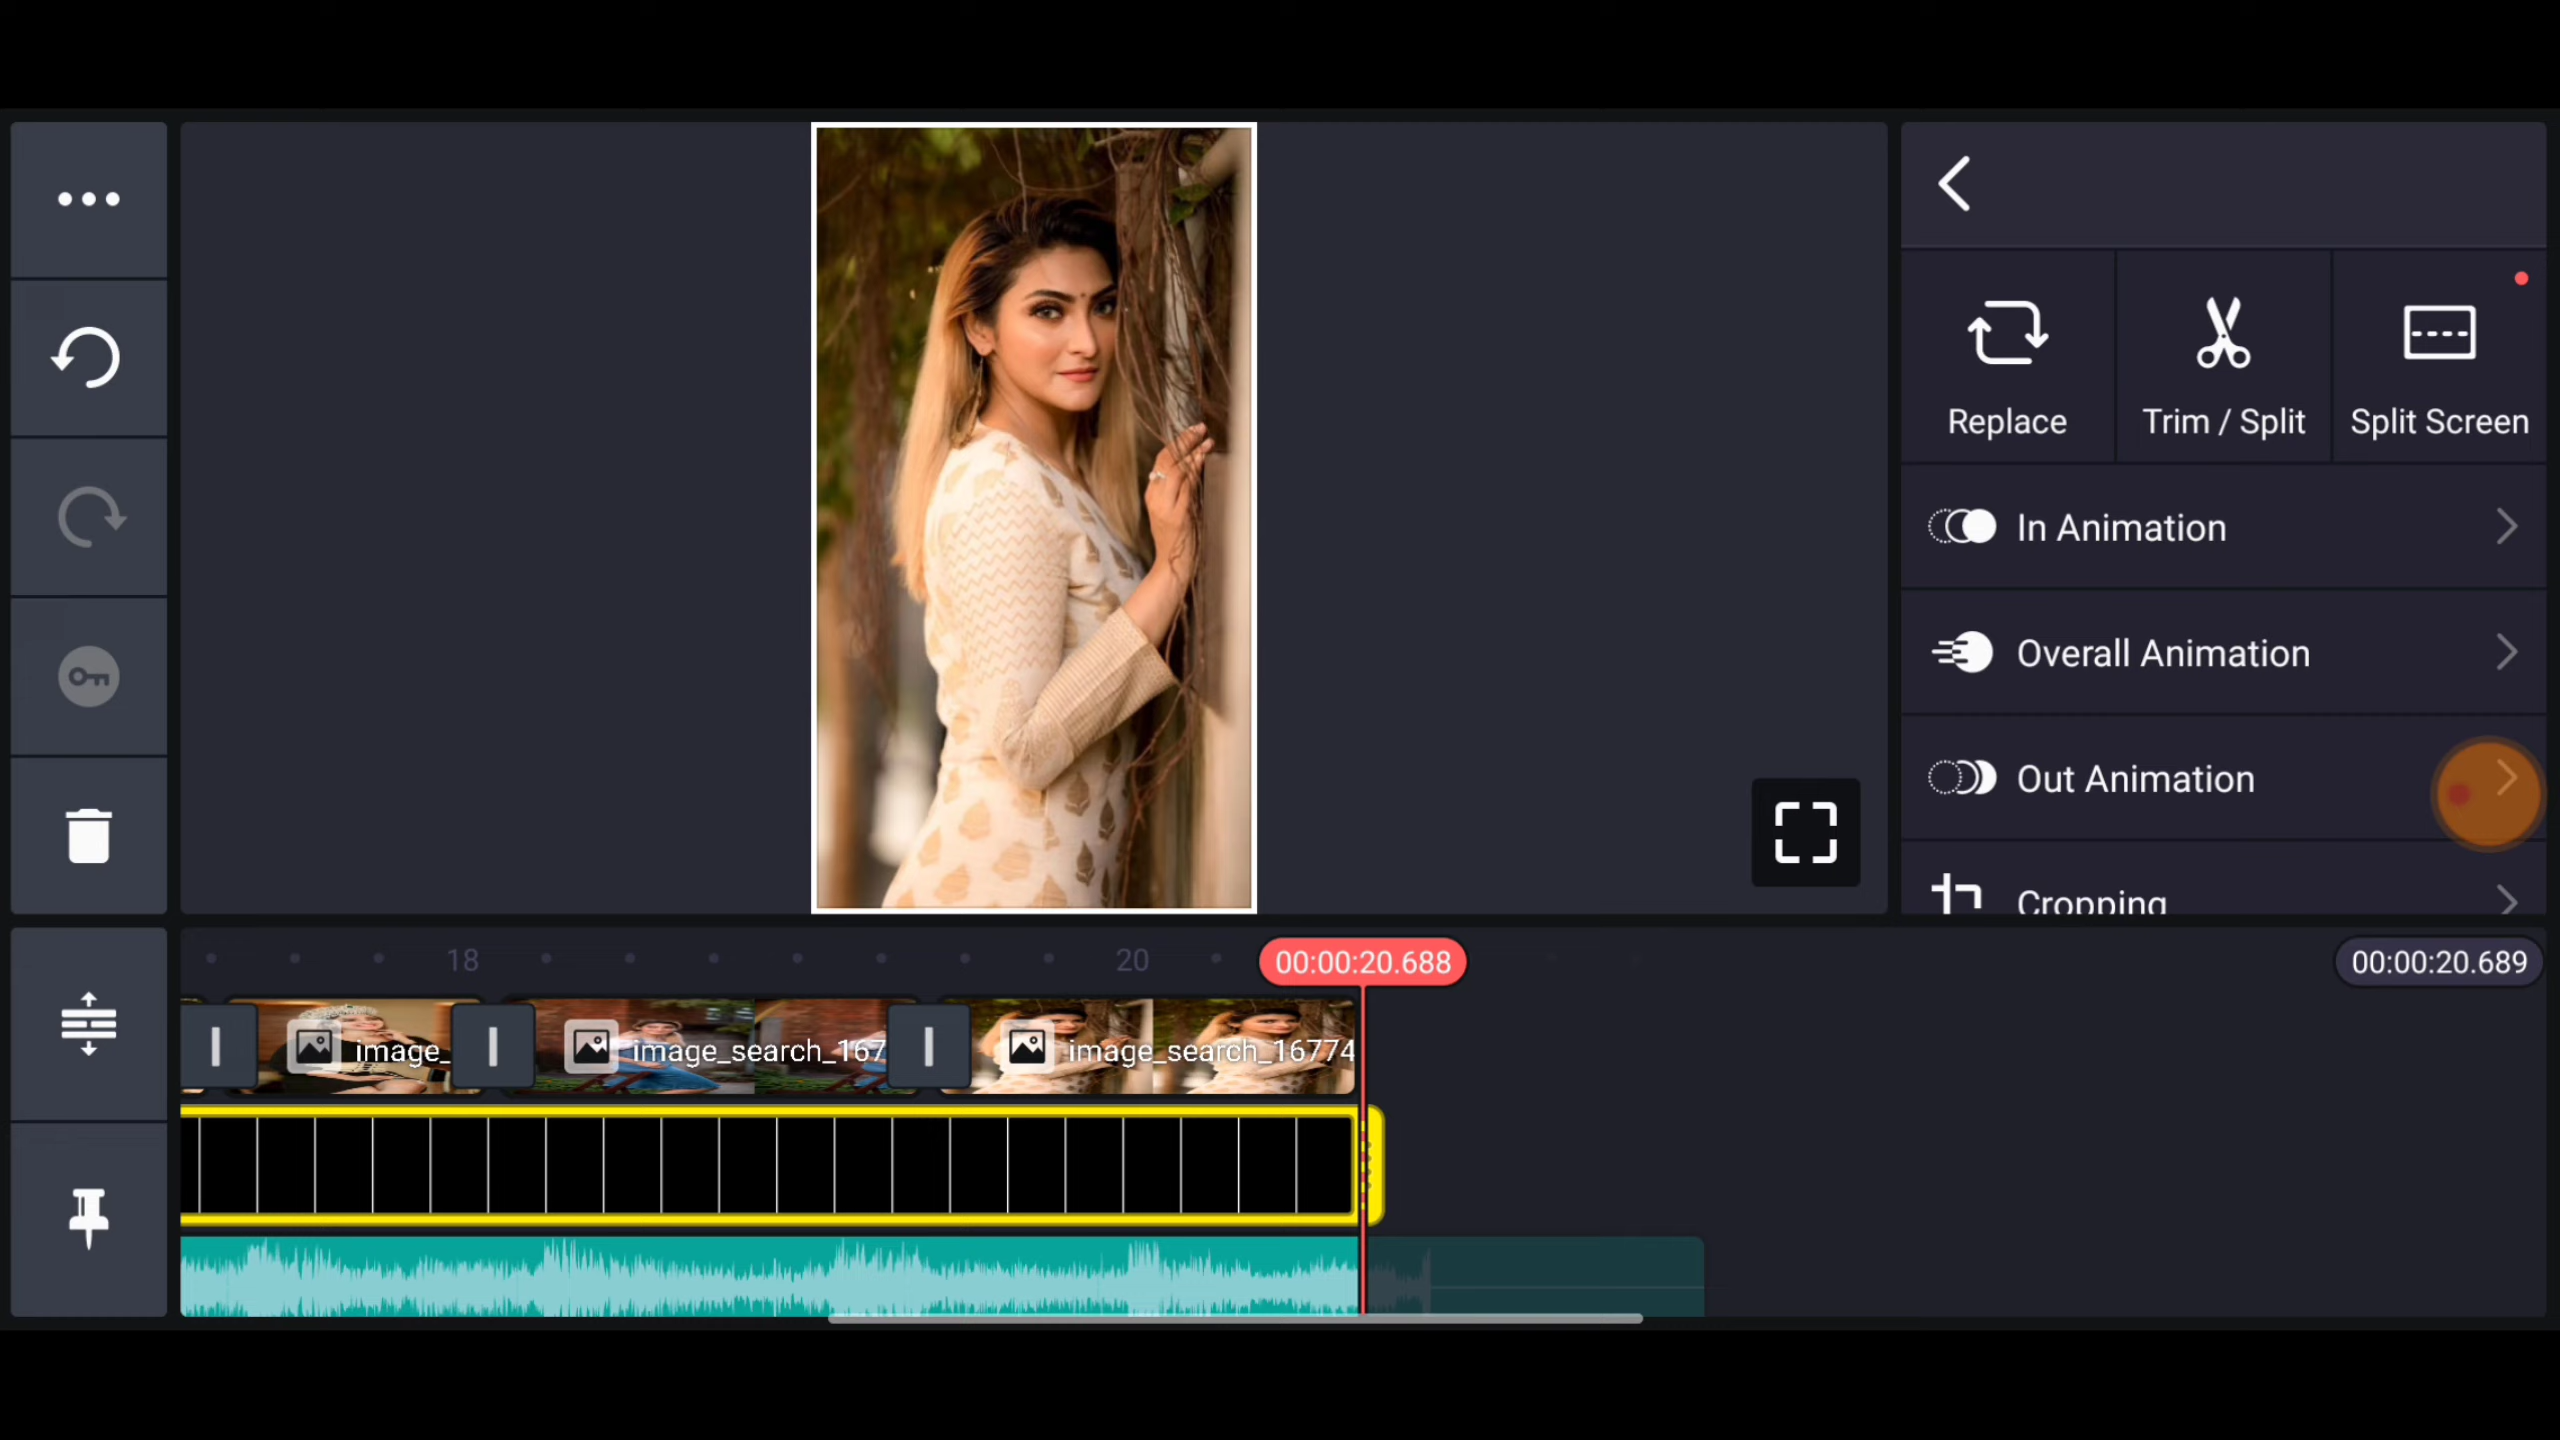 Replace
Trim / Split
Split Screen
In Animation
Overall Animation
Out Animation
Cropping
18
20
00:00:20.688
00:00:20.689
image_
image_search_167
image_search_16774